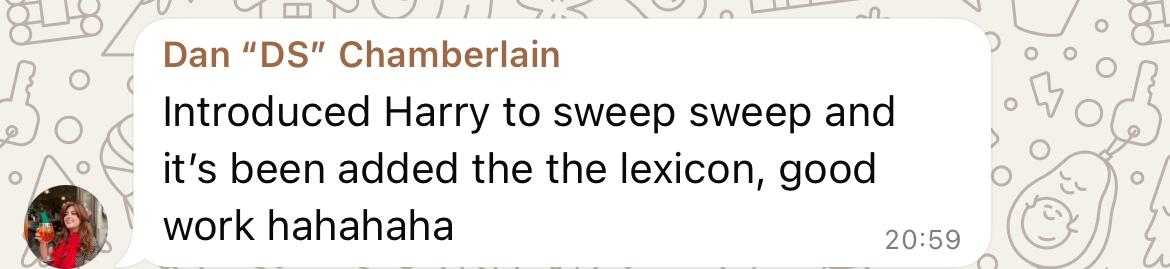 Dan “DS” Chamberlain
Introduced Harry to sweep sweep and
it’s been added the the lexicon, good
work hahahaha
20:59